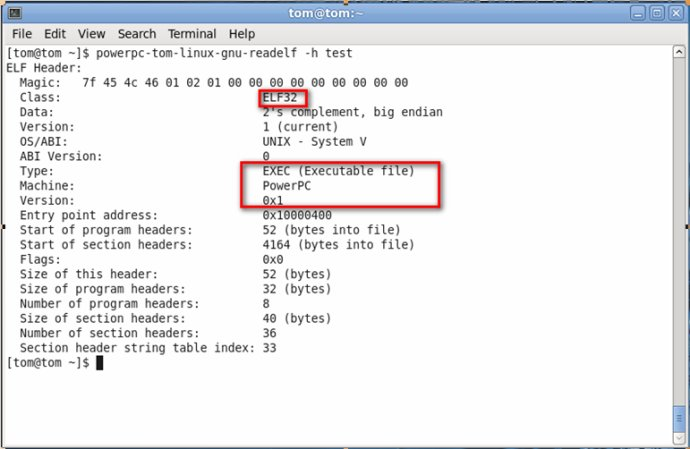 tom@tom:~
File Edit View Search Terminal Help
[tom@tom ~]$ powerpc-tom-linux-gnu-readelf -h test
ELF Header:
  Magic:   7f 45 4c 46 01 02 01 00 00 00 00 00 00 00 00 00
  Class:                             ELF32
  Data:                              2's complement, big endian
  Version:                           1 (current)
  OS/ABI:                            UNIX - System V
  ABI Version:                       0
  Type:                              EXEC (Executable file)
  Machine:                           PowerPC
  Version:                           0x1
  Entry point address:               0x10000400
  Start of program headers:          52 (bytes into file)
  Start of section headers:          4164 (bytes into file)
  Flags:                             0x0
  Size of this header:               52 (bytes)
  Size of program headers:           32 (bytes)
  Number of program headers:         8
  Size of section headers:           40 (bytes)
  Number of section headers:         36
  Section header string table index: 33
[tom@tom ~]$